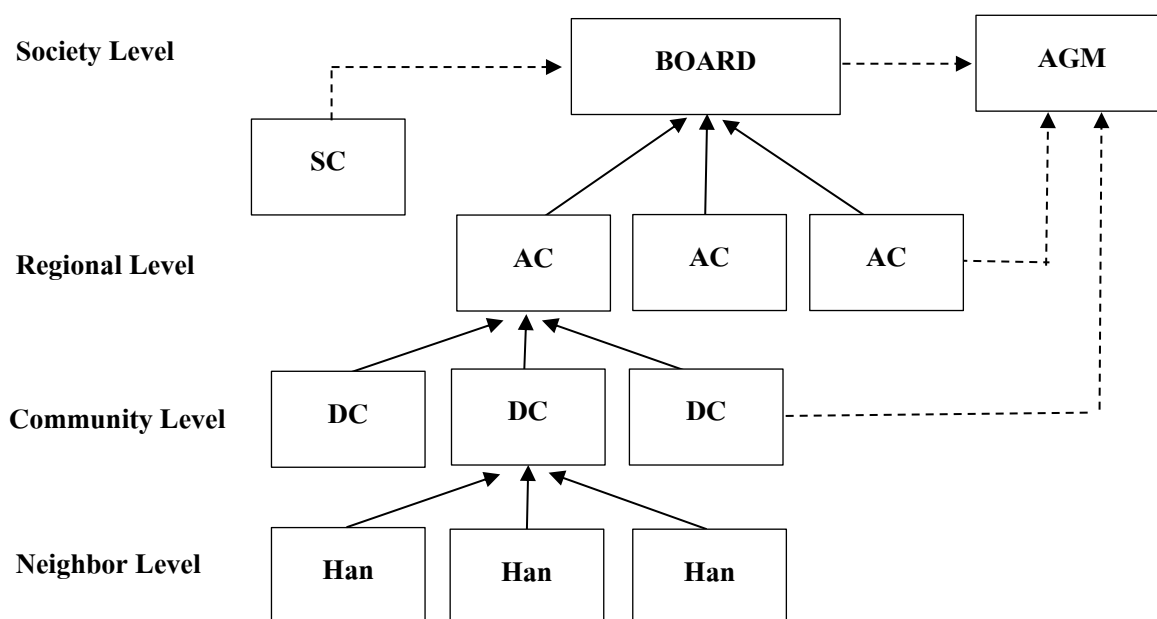 Society Level
BOARD
AGM
SC
Regional Level
AC
AC
AC
Community Level
DC
DC
DC
Neighbor Level
Han
Han
Han